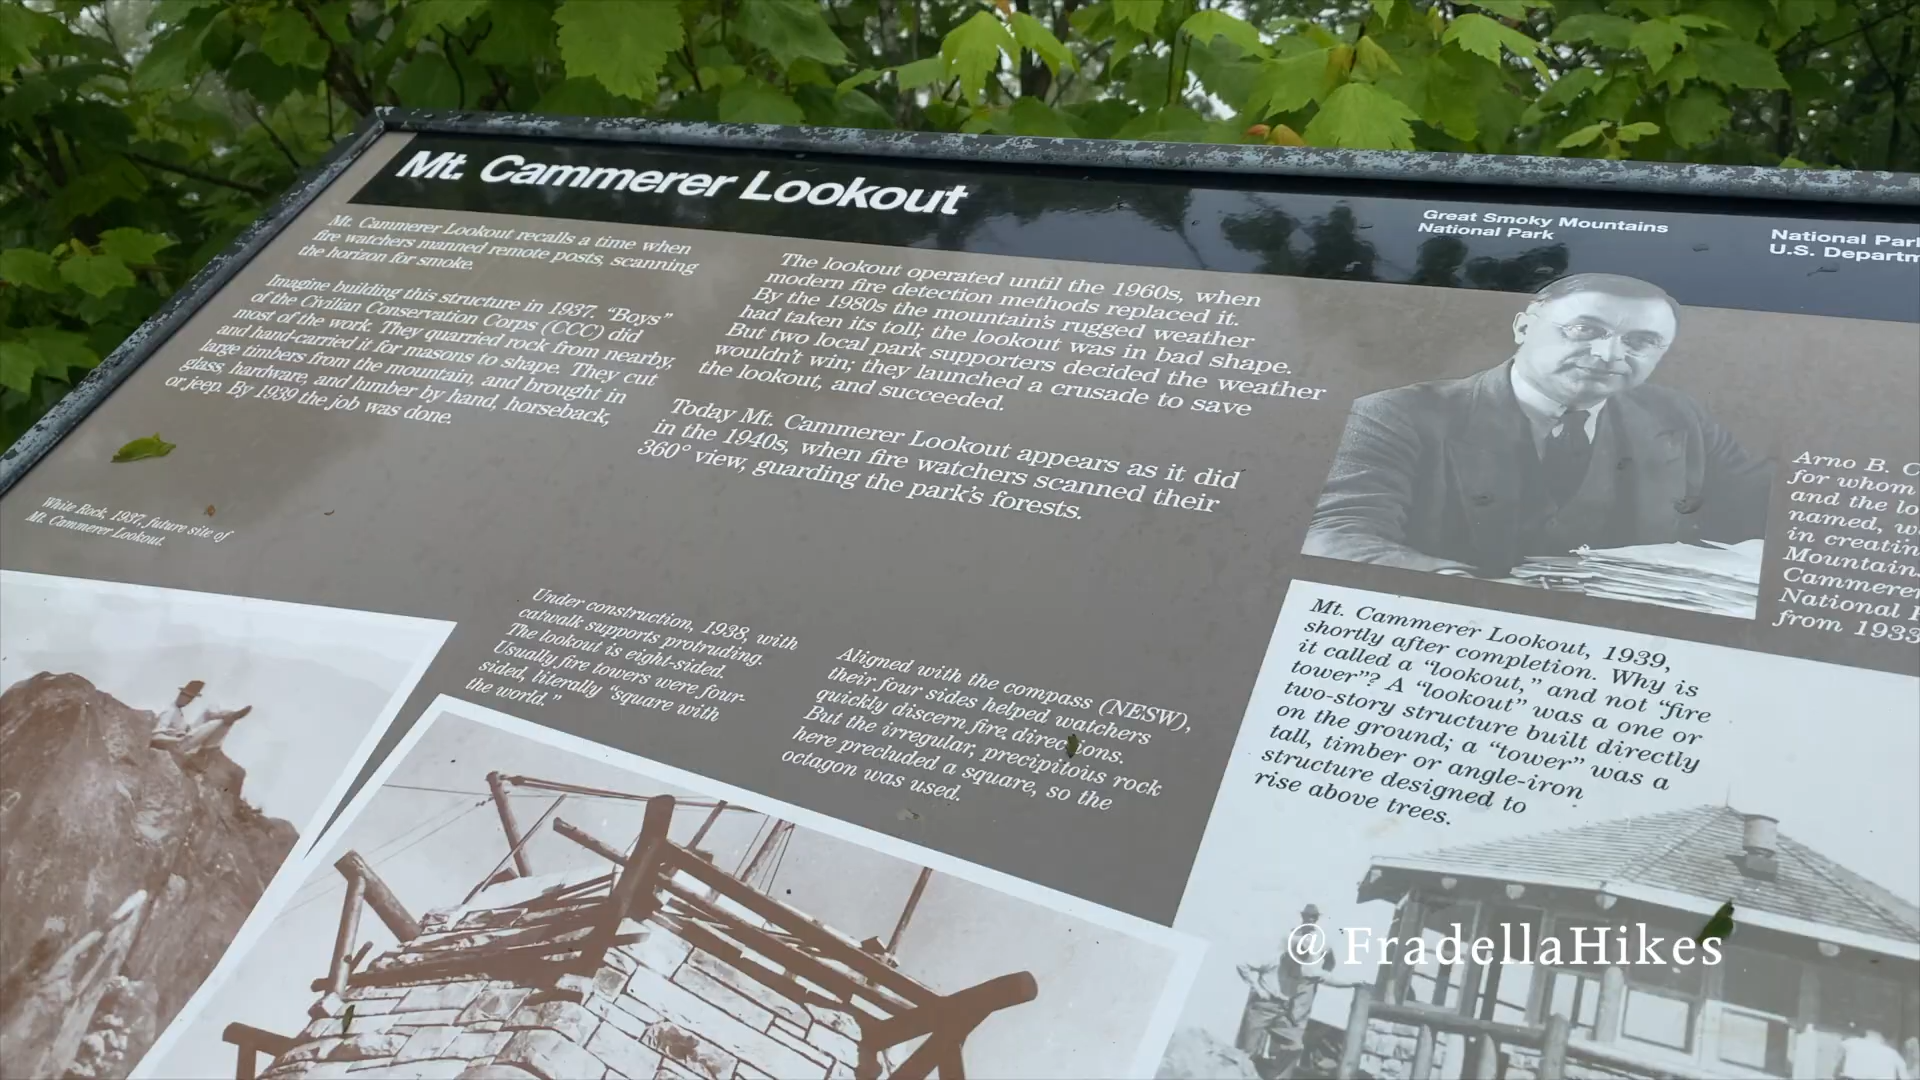 Mt. Cammerer Lookout
Great Smoky Mountains
National Park
National Park
U.S. Departm
Mt. Cammerer Lookout recalls a time when
fire watchers manned remote posts, scanning
the horizon for smoke.
Imagine building this structure in 1937. “Boys”
of the Civilian Conservation Corps (CCC) did
most of the work. They quarried rock from nearby,
and hand-carried it for masons to shape. They cut
large timbers from the mountain, and brought in
glass, hardware, and lumber by hand, horseback,
or jeep. By 1939 the job was done.
The lookout operated until the 1960s, when
modern fire detection methods replaced it.
By the 1980s the mountain's rugged weather
had taken its toll; the lookout was in bad shape.
But two local park supporters decided the weather
wouldn't win; they launched a crusade to save
the lookout, and succeeded.
Today Mt. Cammerer Lookout appears as it did
in the 1940s, when fire watchers scanned their
360° view, guarding the park's forests.
Arno B. C
for whom
and the lo
named, w
in creatin
Mountain
Cammerer
National P
from 1933
White Rock, 1937, future site of
Mt. Cammerer Lookout.
Under construction, 1938, with
catwalk supports protruding.
The lookout is eight-sided.
Usually fire towers were four-
sided, literally “square with
the world.”
Aligned with the compass (NESW),
their four sides helped watchers
quickly discern fire directions.
But the irregular, precipitous rock
here precluded a square, so the
octagon was used.
Mt. Cammerer Lookout, 1939,
shortly after completion. Why is
it called a “lookout,” and not “fire
tower”? A “lookout” was a one or
two-story structure built directly
on the ground; a “tower” was a
tall, timber or angle-iron
structure designed to
rise above trees.
@FradellaHikes